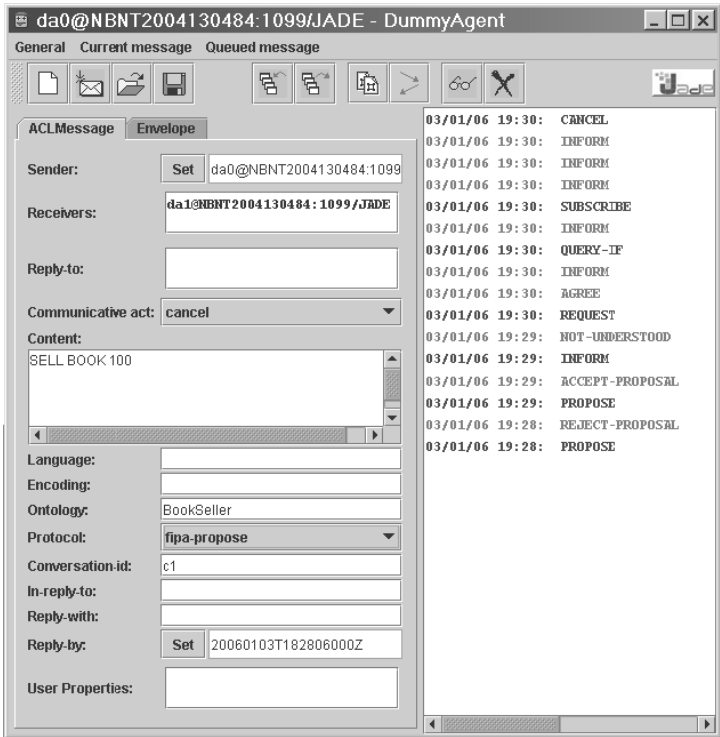 da0@NBNT2004130484:1099/JADE - DummyAgent
General Current message Queued message
Jade
ACLMessage Envelope
Sender: Set da0@NBNT2004130484:1099
Receivers: da1@NBNT2004130484:1099/JADE
Reply-to:
Communicative act: cancel
Content:
SELL BOOK 100
Language:
Encoding:
Ontology: BookSeller
Protocol: fipa-propose
Conversation-id: c1
In-reply-to:
Reply-with:
Reply-by: Set 20060103T182806000Z
User Properties:
03/01/06 19:30: CANCEL
03/01/06 19:30: INFORM
03/01/06 19:30: INFORM
03/01/06 19:30: INFORM
03/01/06 19:30: SUBSCRIBE
03/01/06 19:30: INFORM
03/01/06 19:30: QUERY-IF
03/01/06 19:30: INFORM
03/01/06 19:30: AGREE
03/01/06 19:30: REQUEST
03/01/06 19:29: NOT-UNDERSTOOD
03/01/06 19:29: INFORM
03/01/06 19:29: ACCEPT-PROPOSAL
03/01/06 19:29: PROPOSE
03/01/06 19:28: REJECT-PROPOSAL
03/01/06 19:28: PROPOSE